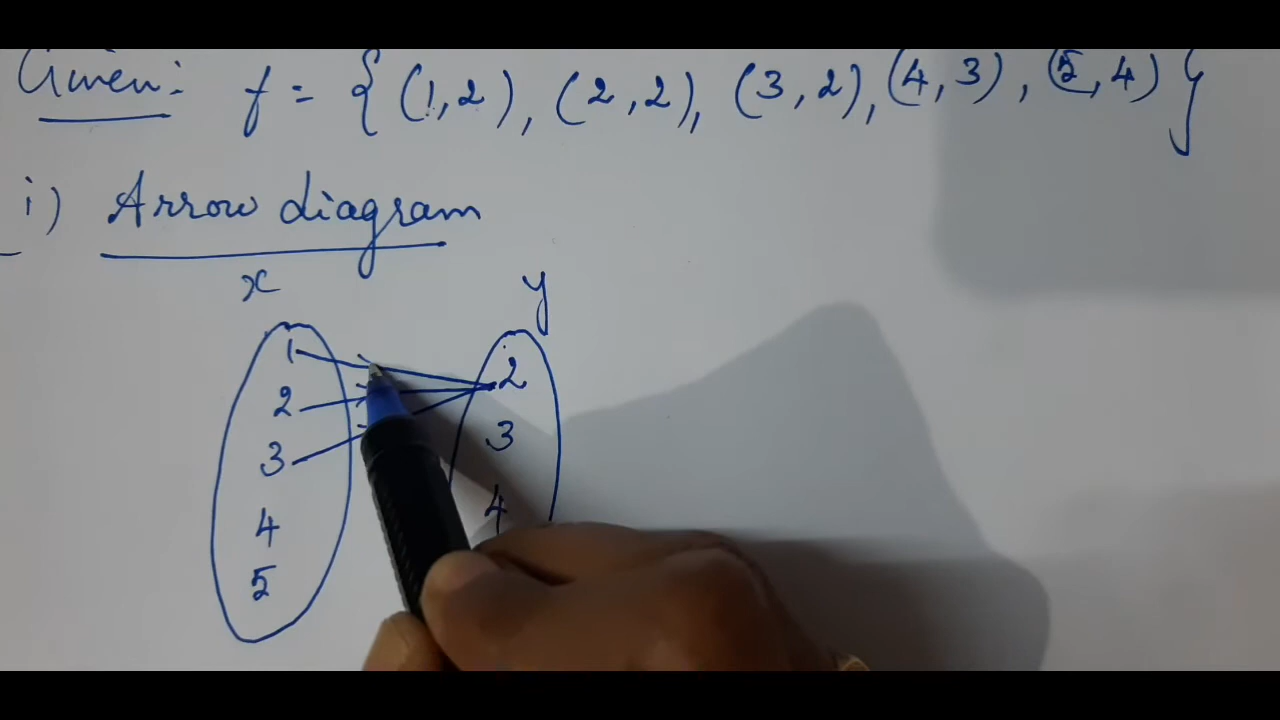 Given: f = { (1,2), (2,2), (3,2), (4,3), (5,4) }
i) Arrow diagram
x y
1 2
2 3
3 4
4
5